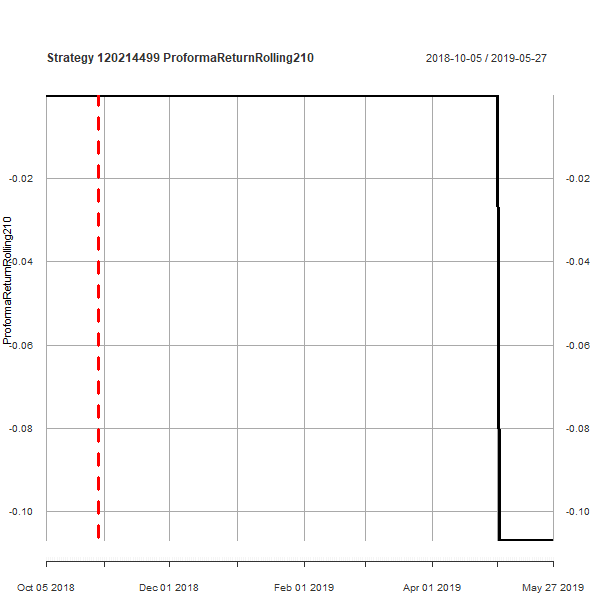 Strategy 120214499 ProformaReturnRolling210
2018-10-05 / 2019-05-27
ProformaReturnRolling210
-0.02
-0.02
-0.04
-0.04
-0.06
-0.06
-0.08
-0.08
-0.10
-0.10
Oct 05 2018
Dec 01 2018
Feb 01 2019
Apr 01 2019
May 27 2019